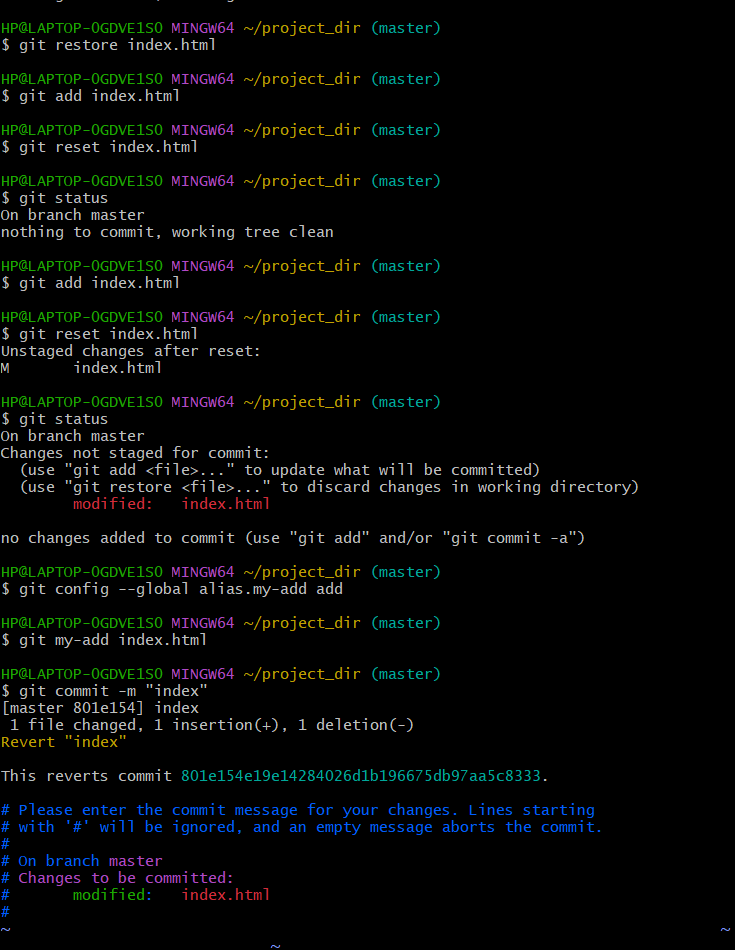 HP@LAPTOP-0GDVE1S0 MINGW64 ~/project_dir (master)
$ git restore index.html
HP@LAPTOP-0GDVE1S0 MINGW64 ~/project_dir (master)
$ git add index.html
HP@LAPTOP-0GDVE1S0 MINGW64 ~/project_dir (master)
$ git reset index.html
HP@LAPTOP-0GDVE1S0 MINGW64 ~/project_dir (master)
$ git status
On branch master
nothing to commit, working tree clean
HP@LAPTOP-0GDVE1S0 MINGW64 ~/project_dir (master)
$ git add index.html
HP@LAPTOP-0GDVE1S0 MINGW64 ~/project_dir (master)
$ git reset index.html
Unstaged changes after reset:
M       index.html
HP@LAPTOP-0GDVE1S0 MINGW64 ~/project_dir (master)
$ git status
On branch master
Changes not staged for commit:
  (use "git add <file>..." to update what will be committed)
  (use "git restore <file>..." to discard changes in working directory)
        modified:   index.html
no changes added to commit (use "git add" and/or "git commit -a")
HP@LAPTOP-0GDVE1S0 MINGW64 ~/project_dir (master)
$ git config --global alias.my-add add
HP@LAPTOP-0GDVE1S0 MINGW64 ~/project_dir (master)
$ git my-add index.html
HP@LAPTOP-0GDVE1S0 MINGW64 ~/project_dir (master)
$ git commit -m "index"
[master 801e154] index
 1 file changed, 1 insertion(+), 1 deletion(-)
Revert "index"
This reverts commit 801e154e19e14284026d1b196675db97aa5c8333.
# Please enter the commit message for your changes. Lines starting
# with '#' will be ignored, and an empty message aborts the commit.
#
# On branch master
# Changes to be committed:
#       modified:   index.html
#
~ ~
~